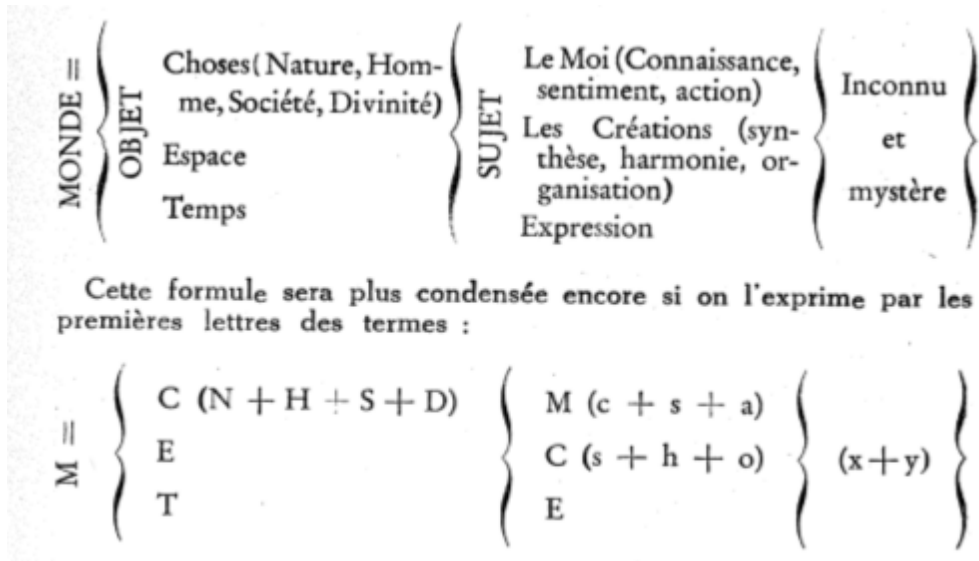 MONDE =
OBJET
Choses(Nature, Hom-
me, Société, Divinité)
Espace
Temps
SUJET
Le Moi (Connaissance,
sentiment, action)
Les Créations (syn-
thèse, harmonie, or-
ganisation)
Expression
Inconnu
et
mystère
Cette formule sera plus condensée encore si on l'exprime par les
premières lettres des termes :
M =
C (N + H + S + D)
E
T
M (c + s + a)
C (s + h + o)
E
(x+y)